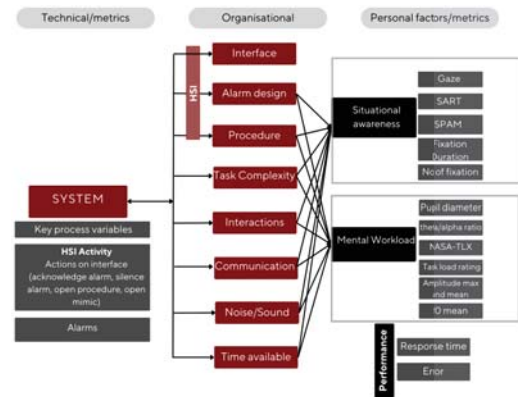 Technical/metrics
Organisational
Personal factors/metrics
HSI
Interface
Alarm design
Procedure
Task Complexity
Interactions
Communication
Noise/Sound
Time available
SYSTEM
Key process variables
HSI Activity
Actions on interface
(acknowledge alarm, silence
alarm, open procedure, open
mimic)
Alarms
Situational
awareness
Gaze
SART
SPAM
Fixation
Duration
No of fixation
Mental Workload
Pupil diameter
theta/alpha ratio
NASA-TLX
Task load rating
Amplitude max
and mean
mean
Performance
Response time
Error